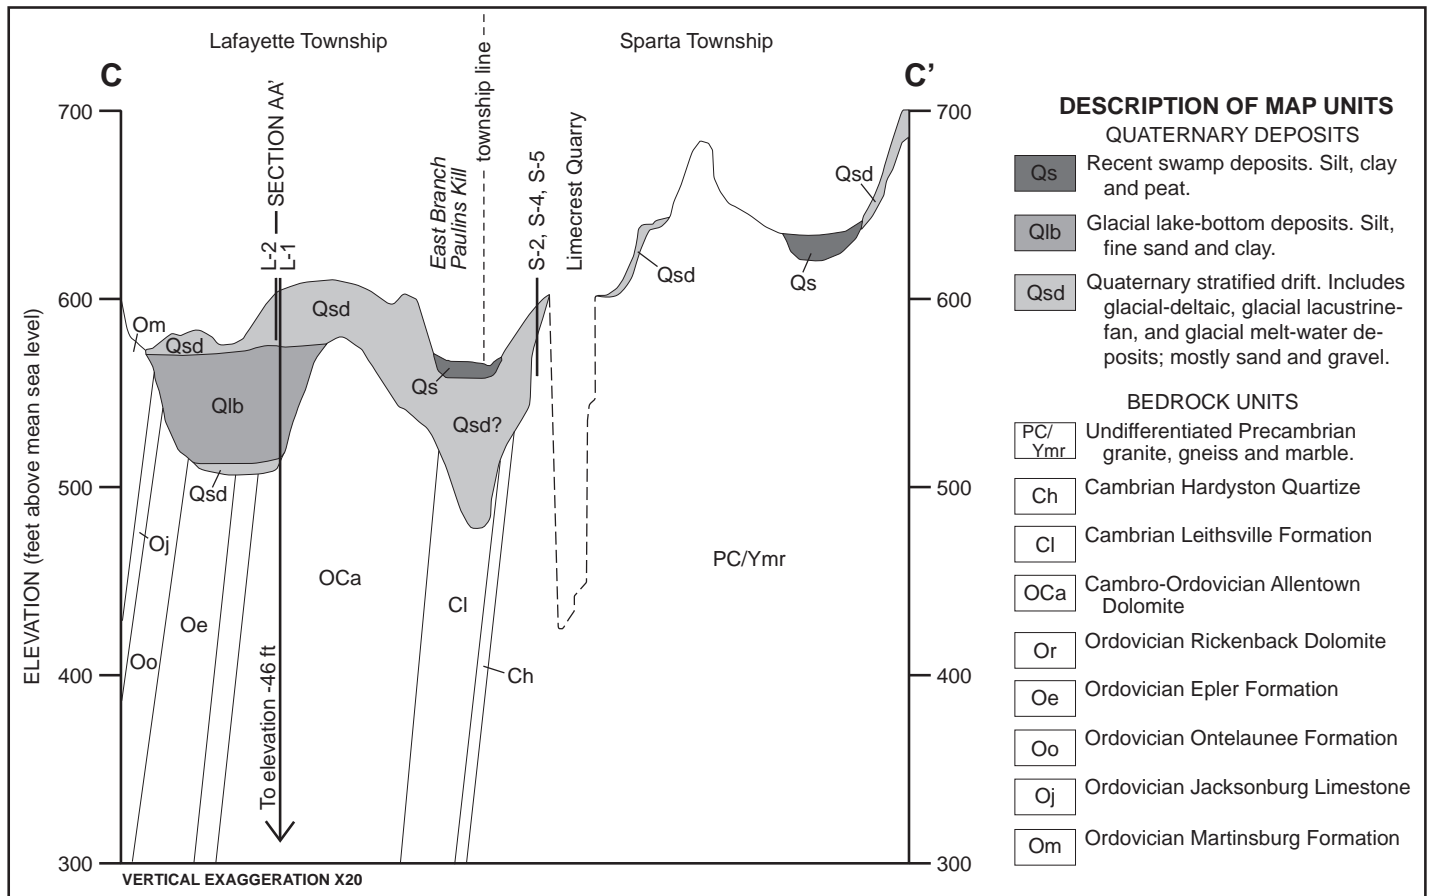 Lafayette Township
Sparta Township
C
C’
township line
SECTION AA’
L-2
L-1
East Branch
Paulins Kill
S-2, S-4, S-5
Limecrest Quarry
700
600
500
400
300
700
600
500
400
300
ELEVATION (feet above mean sea level)
Om
Qsd
Qsd
Qlb
Qsd
Qs
Qsd?
Qsd
Qsd
Qs
Oj
Oo
Oe
OCa
Cl
Ch
PC/Ymr
To elevation -46 ft
VERTICAL EXAGGERATION X20
DESCRIPTION OF MAP UNITS
QUATERNARY DEPOSITS
Qs
Recent swamp deposits. Silt, clay
and peat.
Qlb
Glacial lake-bottom deposits. Silt,
fine sand and clay.
Qsd
Quaternary stratified drift. Includes
glacial-deltaic, glacial lacustrine-
fan, and glacial melt-water de-
posits; mostly sand and gravel.
BEDROCK UNITS
PC/
Ymr
Undifferentiated Precambrian
granite, gneiss and marble.
Ch
Cambrian Hardyston Quartize
Cl
Cambrian Leithsville Formation
OCa
Cambro-Ordovician Allentown
Dolomite
Or
Ordovician Rickenback Dolomite
Oe
Ordovician Epler Formation
Oo
Ordovician Ontelaunee Formation
Oj
Ordovician Jacksonburg Limestone
Om
Ordovician Martinsburg Formation